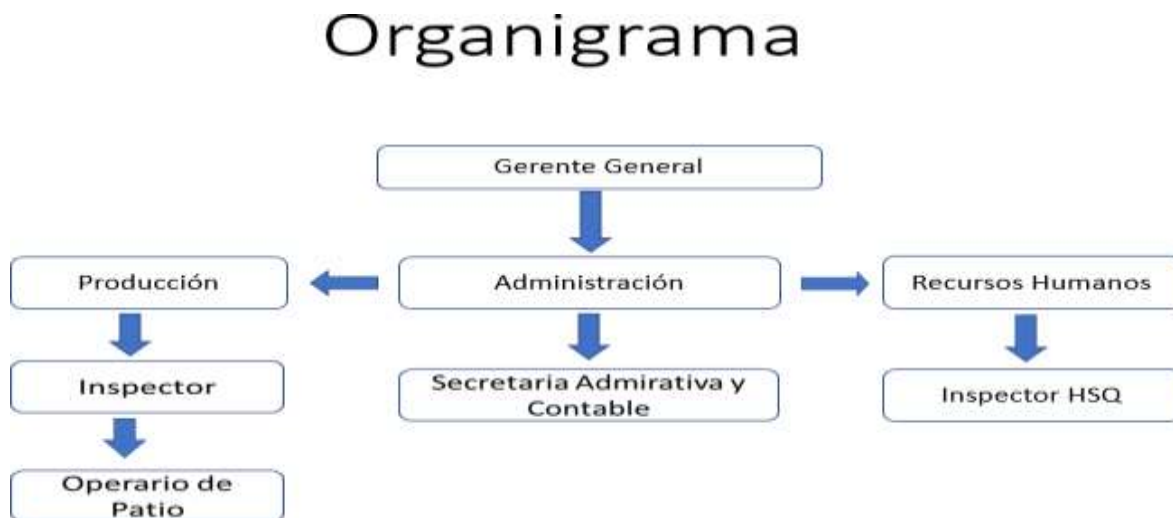 Organigrama
Gerente General
Producción
Administración
Recursos Humanos
Inspector
Secretaria Admirativa y
Contable
Inspector HSQ
Operario de
Patio